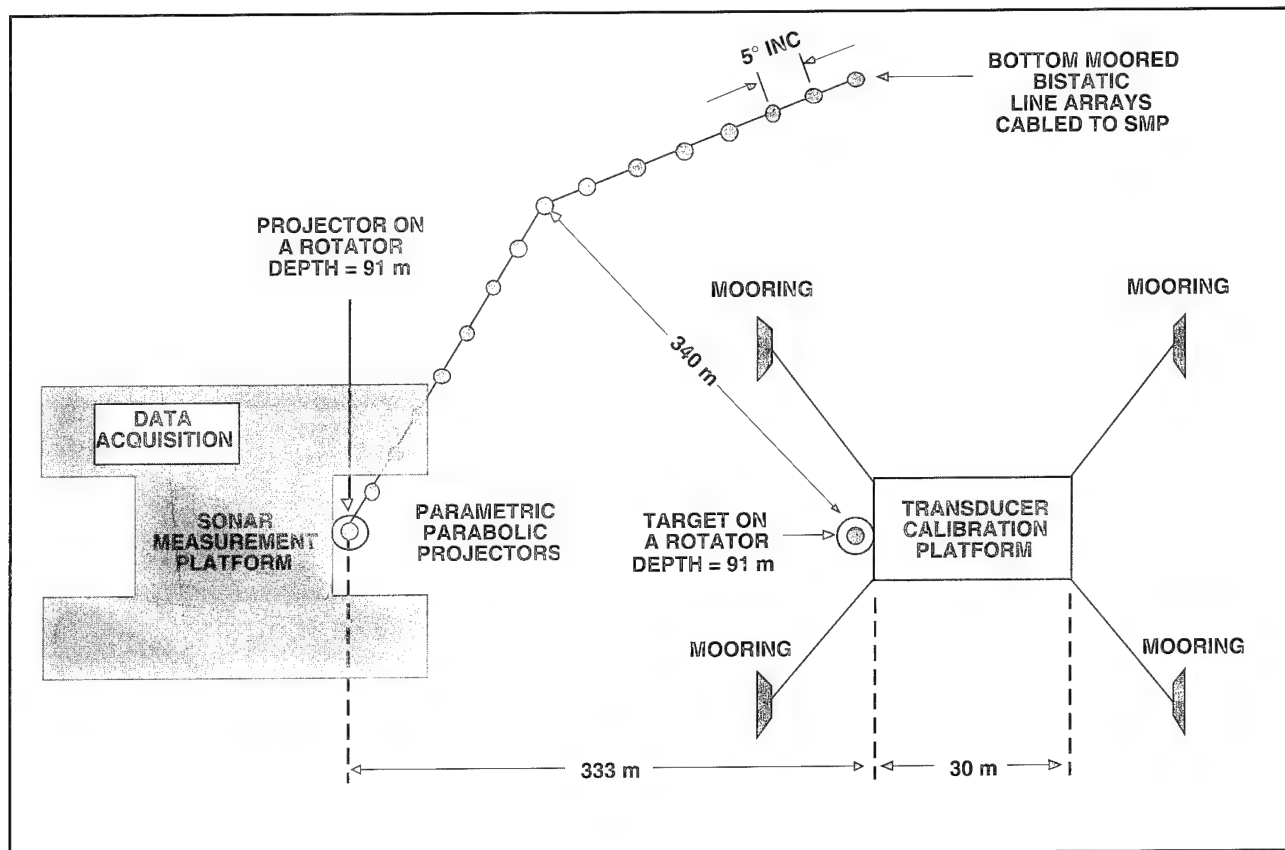 5° INC
BOTTOM MOORED
BISTATIC
LINE ARRAYS
CABLED TO SMP
PROJECTOR ON
A ROTATOR
DEPTH = 91 m
MOORING
MOORING
340 m
DATA
ACQUISITION
SONAR
MEASUREMENT
PLATFORM
PARAMETRIC
PARABOLIC
PROJECTORS
TARGET ON
A ROTATOR
DEPTH = 91 m
TRANSDUCER
CALIBRATION
PLATFORM
MOORING
MOORING
333 m
30 m